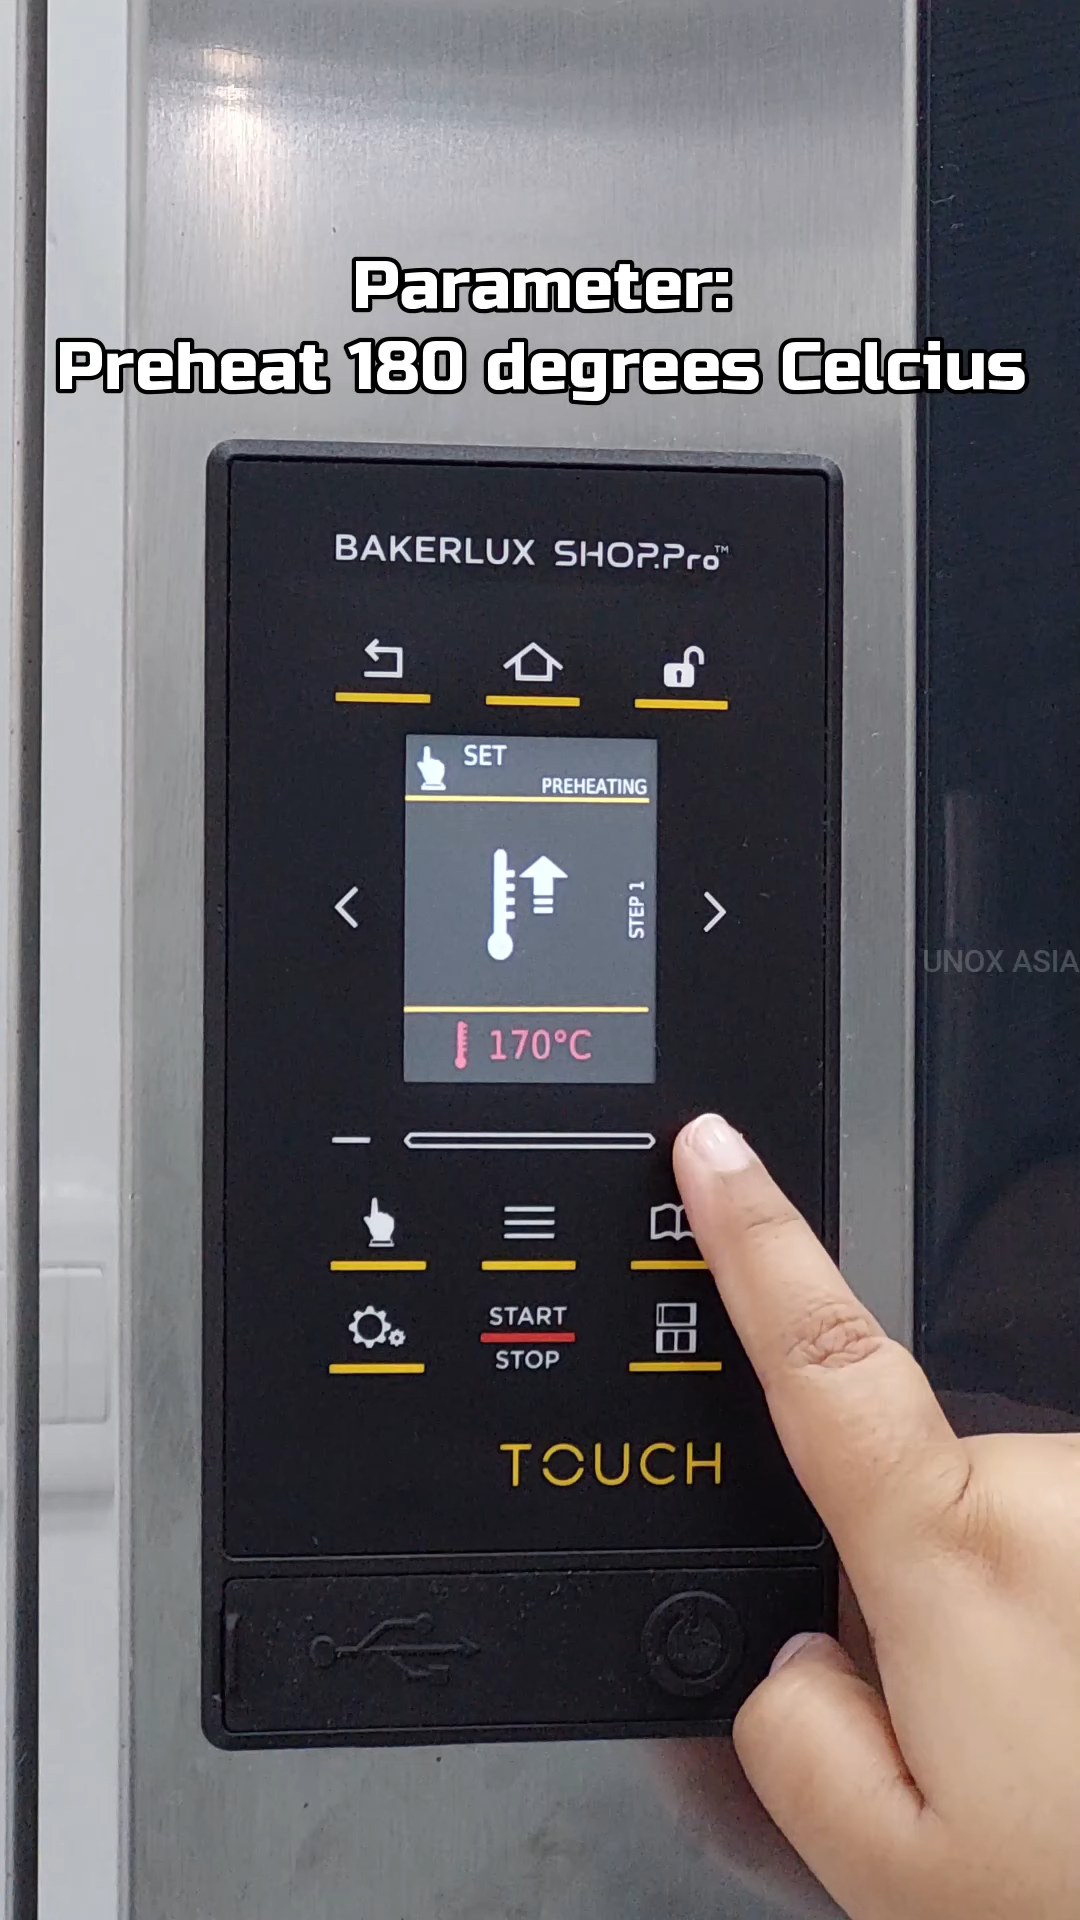 Parameter:
Preheat 180 degrees Celcius
BAKERLUX SHOP.Pro™
SET
PREHEATING
STEP 1
UNOX ASIA
170°C
START
STOP
TOUCH